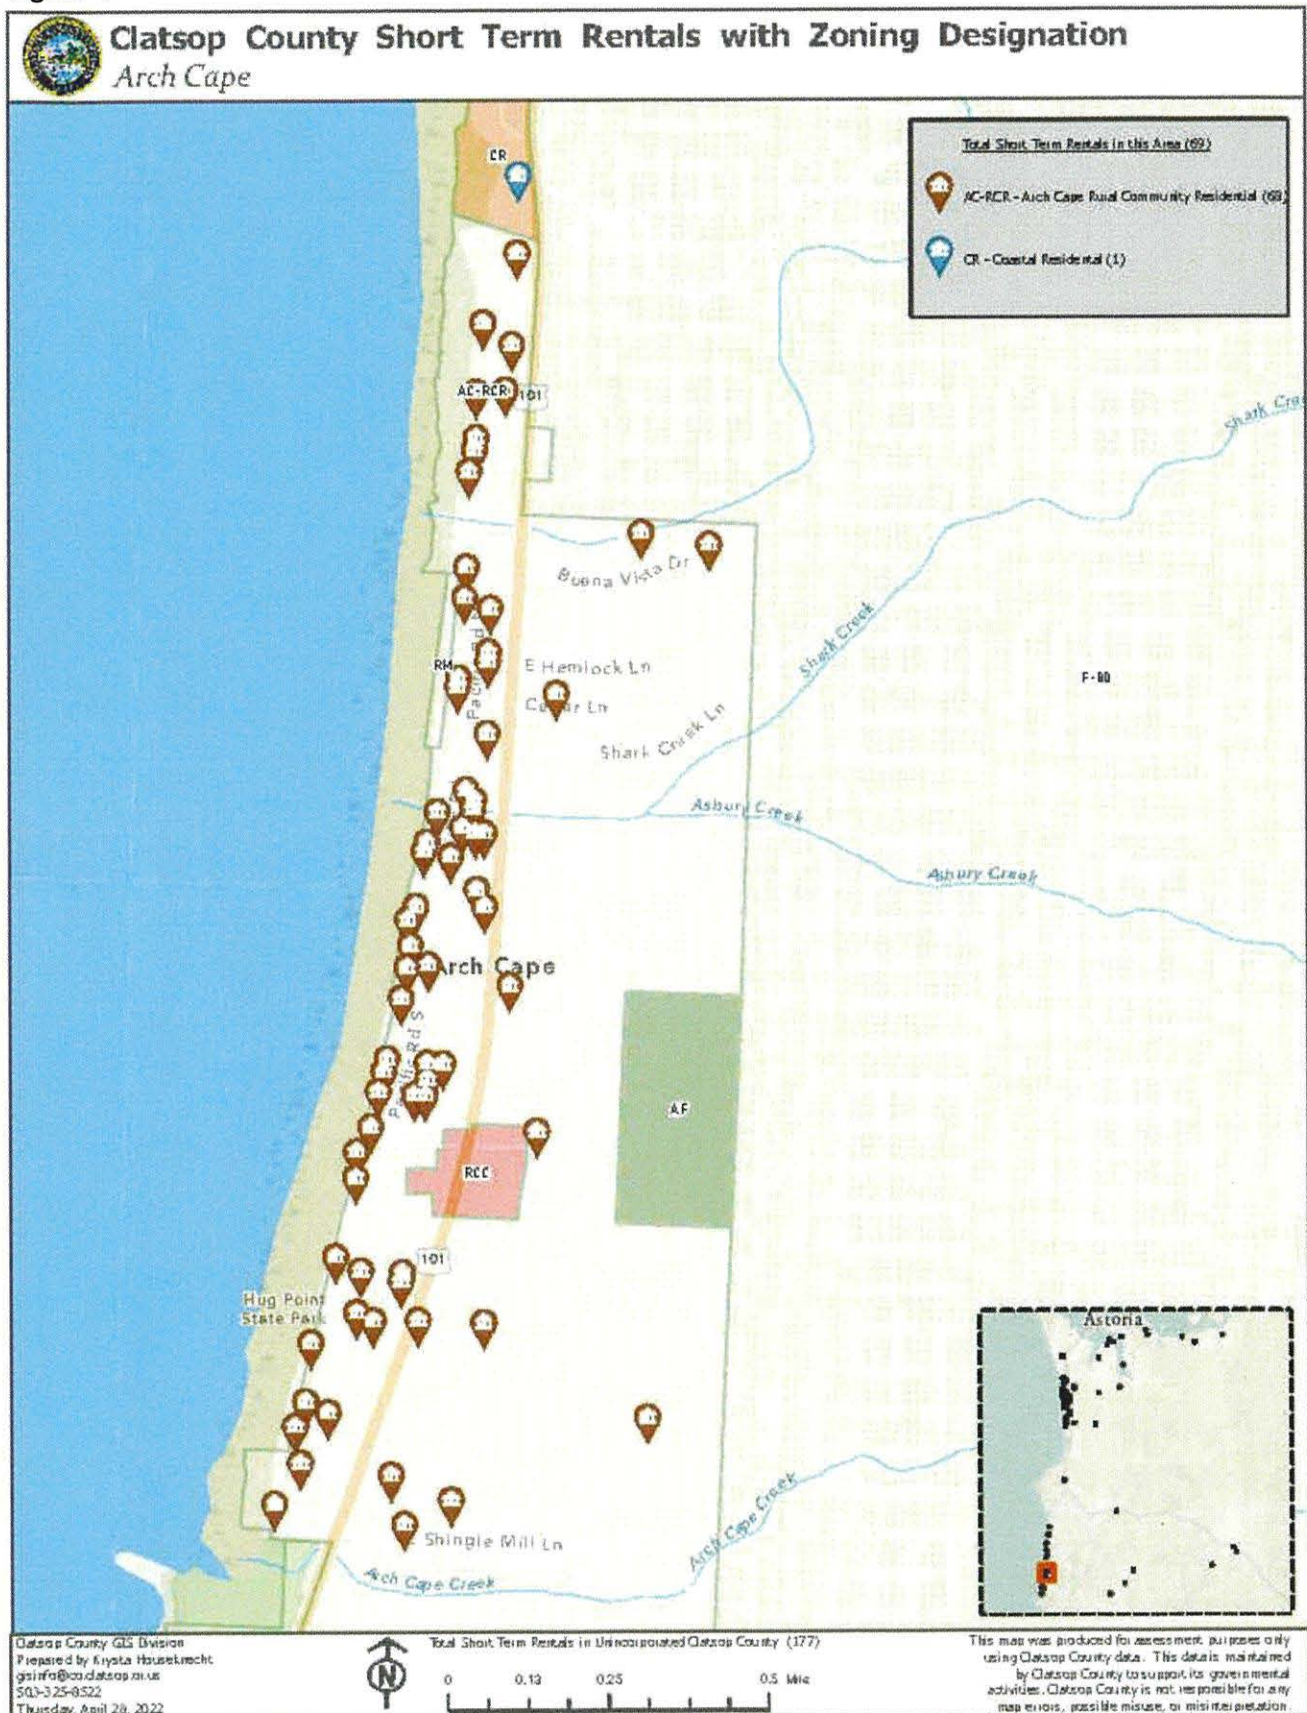 Clatsop County Short Term Rentals with Zoning Designation
Arch Cape
Total Short Term Rentals in this Area (69)
AC-RCR - Arch Cape Rural Community Residential (68)
CR - Coastal Residental (1)
CR
AC-RCR
101
Shark
Buena Vista Dr
Shark Creek
RM
E Hemlock Ln
F-80
Ln
Shark Creek Ln
Asbury Creek
Asbury Creek
Arch Cape
Rd S
AF
RCC
101
Hug Point
State Park
Astoria
Shingle Mill Ln
Arch Cape Creek
Arch Cape Creek
Clatsop County GIS Division
Prepared by Krysta Houseknecht
gisinfo@co.clatsop.or.us
503-325-8522
Thursday, April 28, 2022
N
Total Short Term Rentals in Unincorporated Clatsop County (177)
0 0.13 0.25 0.5 Mile
This map was produced for assessment purposes only
using Clatsop County data. This data is maintained
by Clatsop County to support its governmental
activities. Clatsop County is not responsible for any
map errors, possible misuse, or misinterpretation.